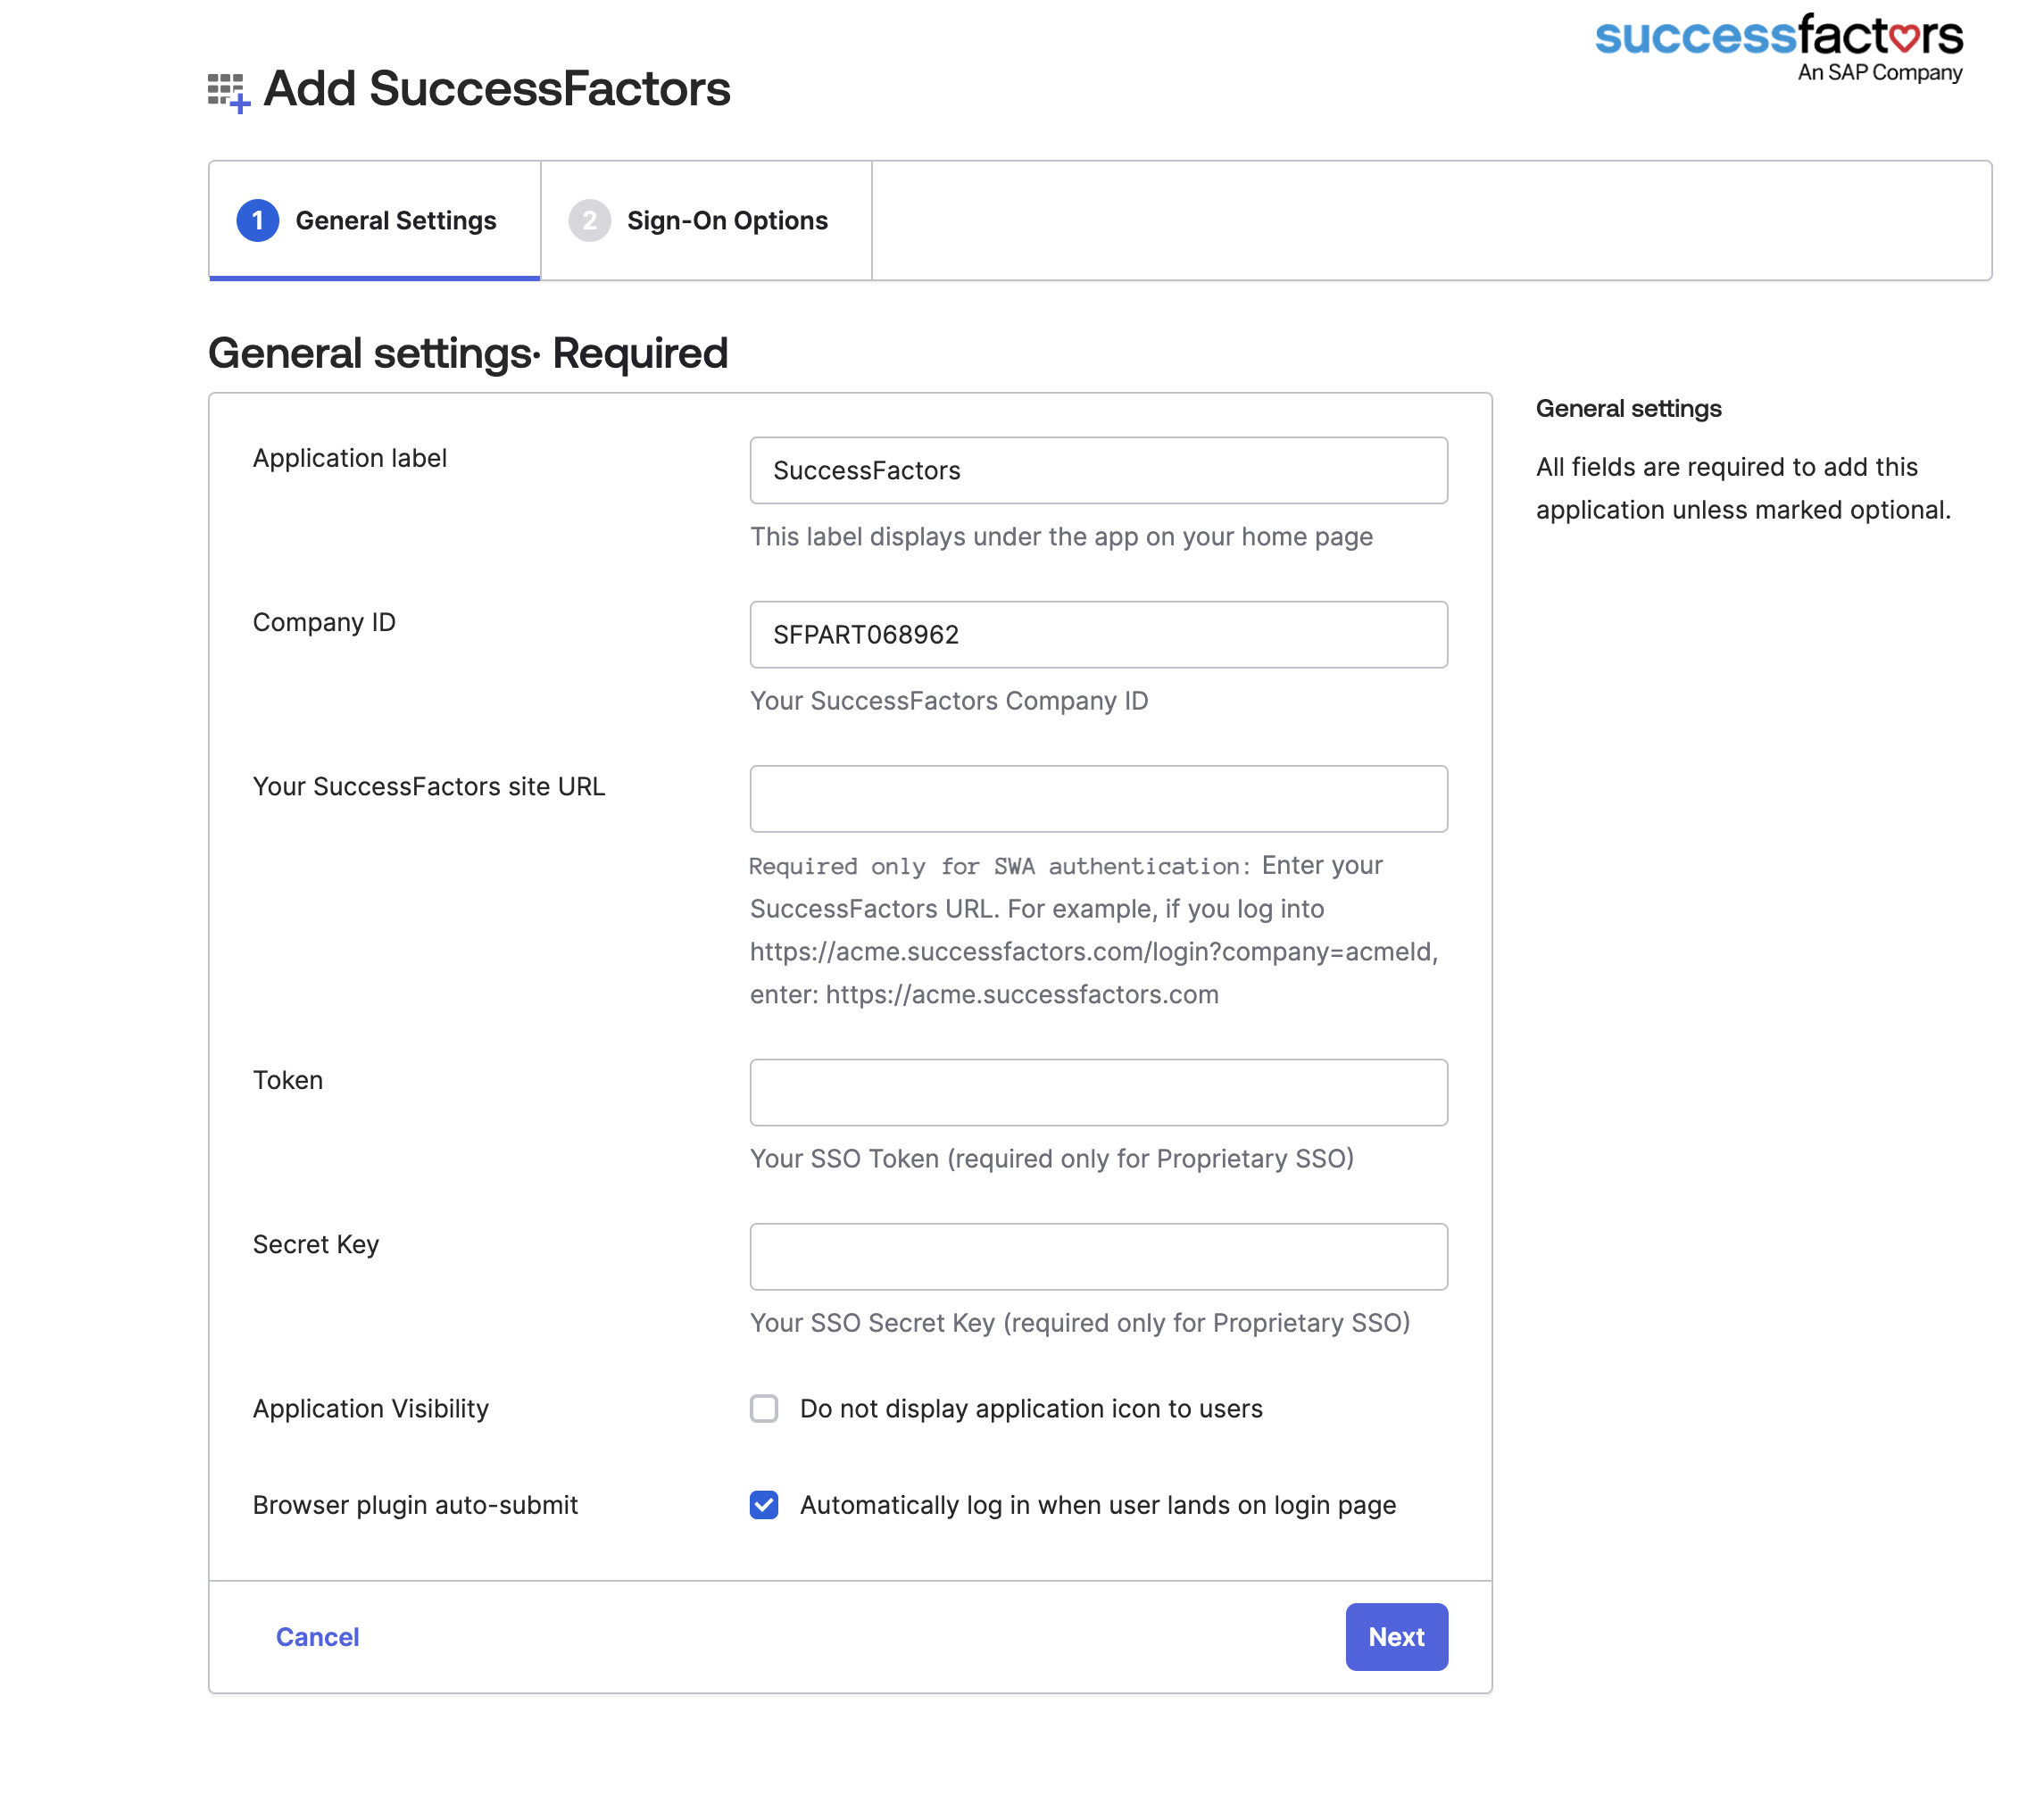 successfactors
An SAP Company
Add SuccessFactors
1 General Settings
2 Sign-On Options
General settings· Required
Application label
SuccessFactors
This label displays under the app on your home page
Company ID
SFPART068962
Your SuccessFactors Company ID
Your SuccessFactors site URL
Required only for SWA authentication: Enter your
SuccessFactors URL. For example, if you log into
https://acme.successfactors.com/login?company=acmeId,
enter: https://acme.successfactors.com
Token
Your SSO Token (required only for Proprietary SSO)
Secret Key
Your SSO Secret Key (required only for Proprietary SSO)
Application Visibility
Do not display application icon to users
Browser plugin auto-submit
Automatically log in when user lands on login page
Cancel
Next
General settings
All fields are required to add this
application unless marked optional.